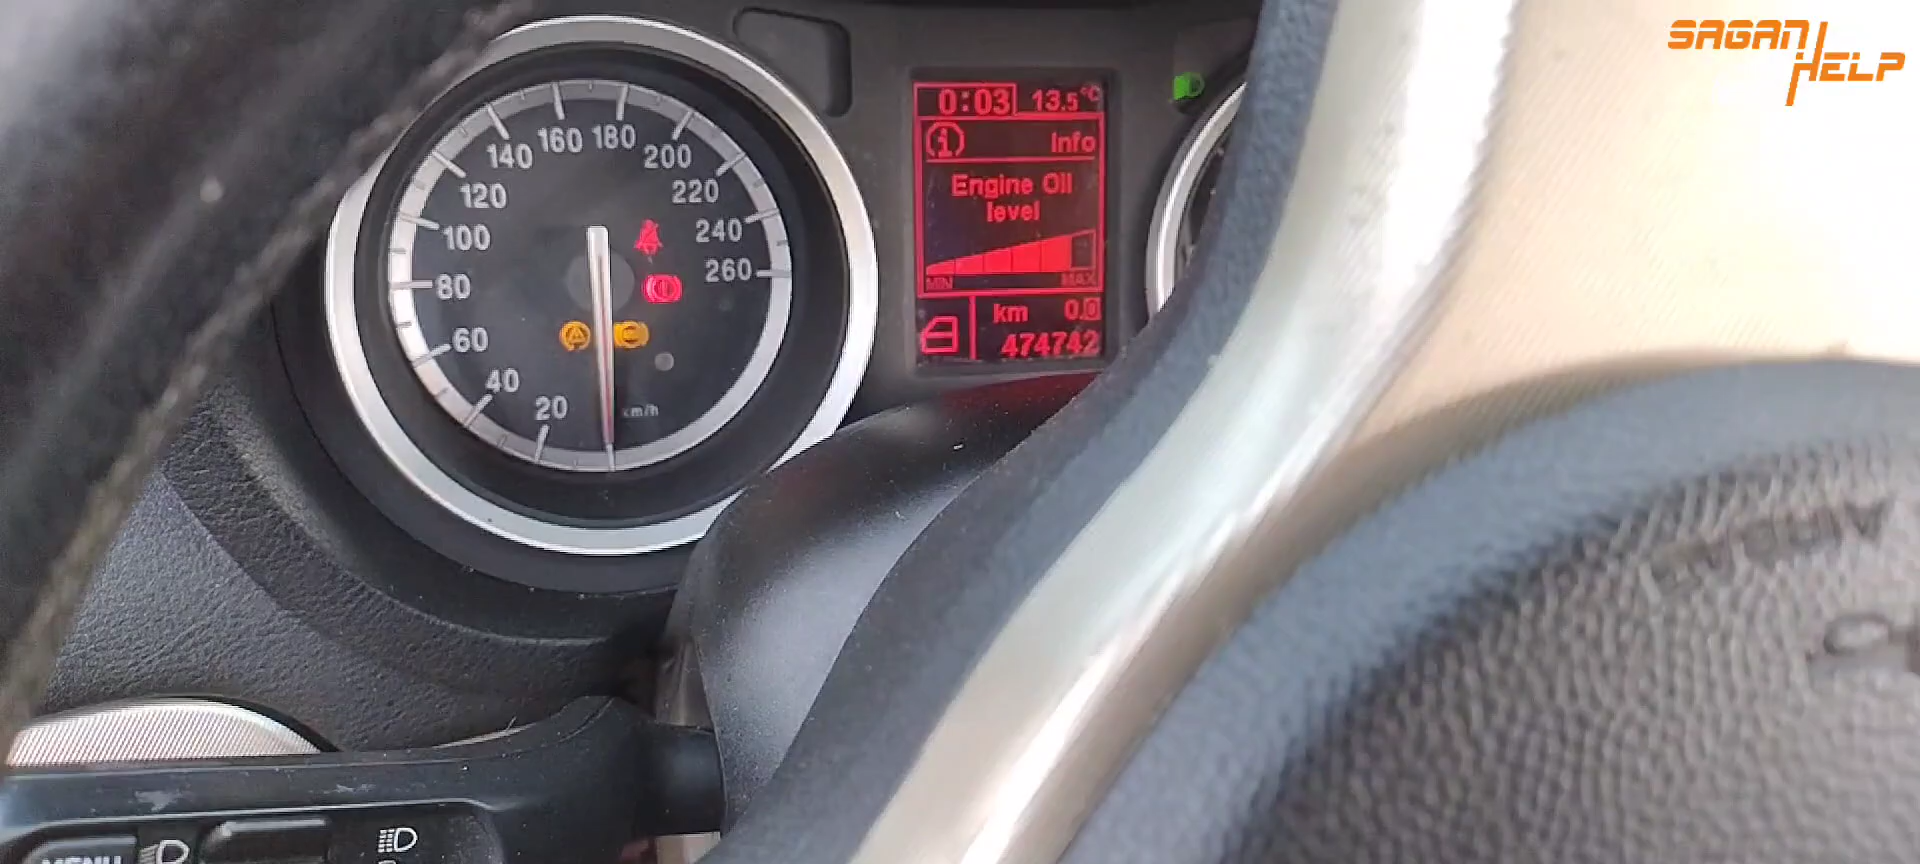 SAGAN
HELP
0:03 13.5°C
info
Engine Oil
level
MIN MAX
km 0.0
474742
20
40
60
80
100
120
140
160
180
200
220
240
260
km/h
MENU